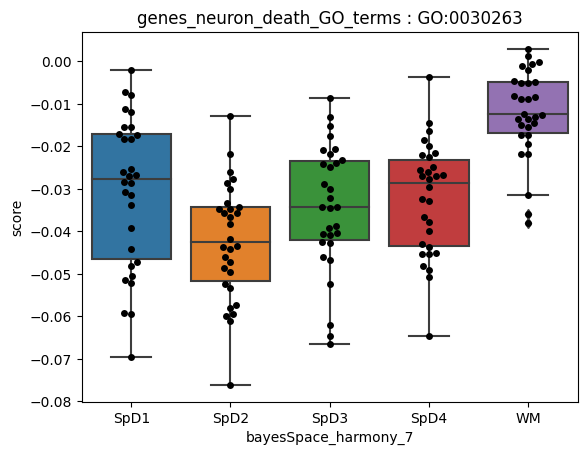 genes_neuron_death_GO_terms : GO:0030263
score
0.00
−0.01
−0.02
−0.03
−0.04
−0.05
−0.06
−0.07
−0.08
SpD1 SpD2 SpD3 SpD4 WM
bayesSpace_harmony_7